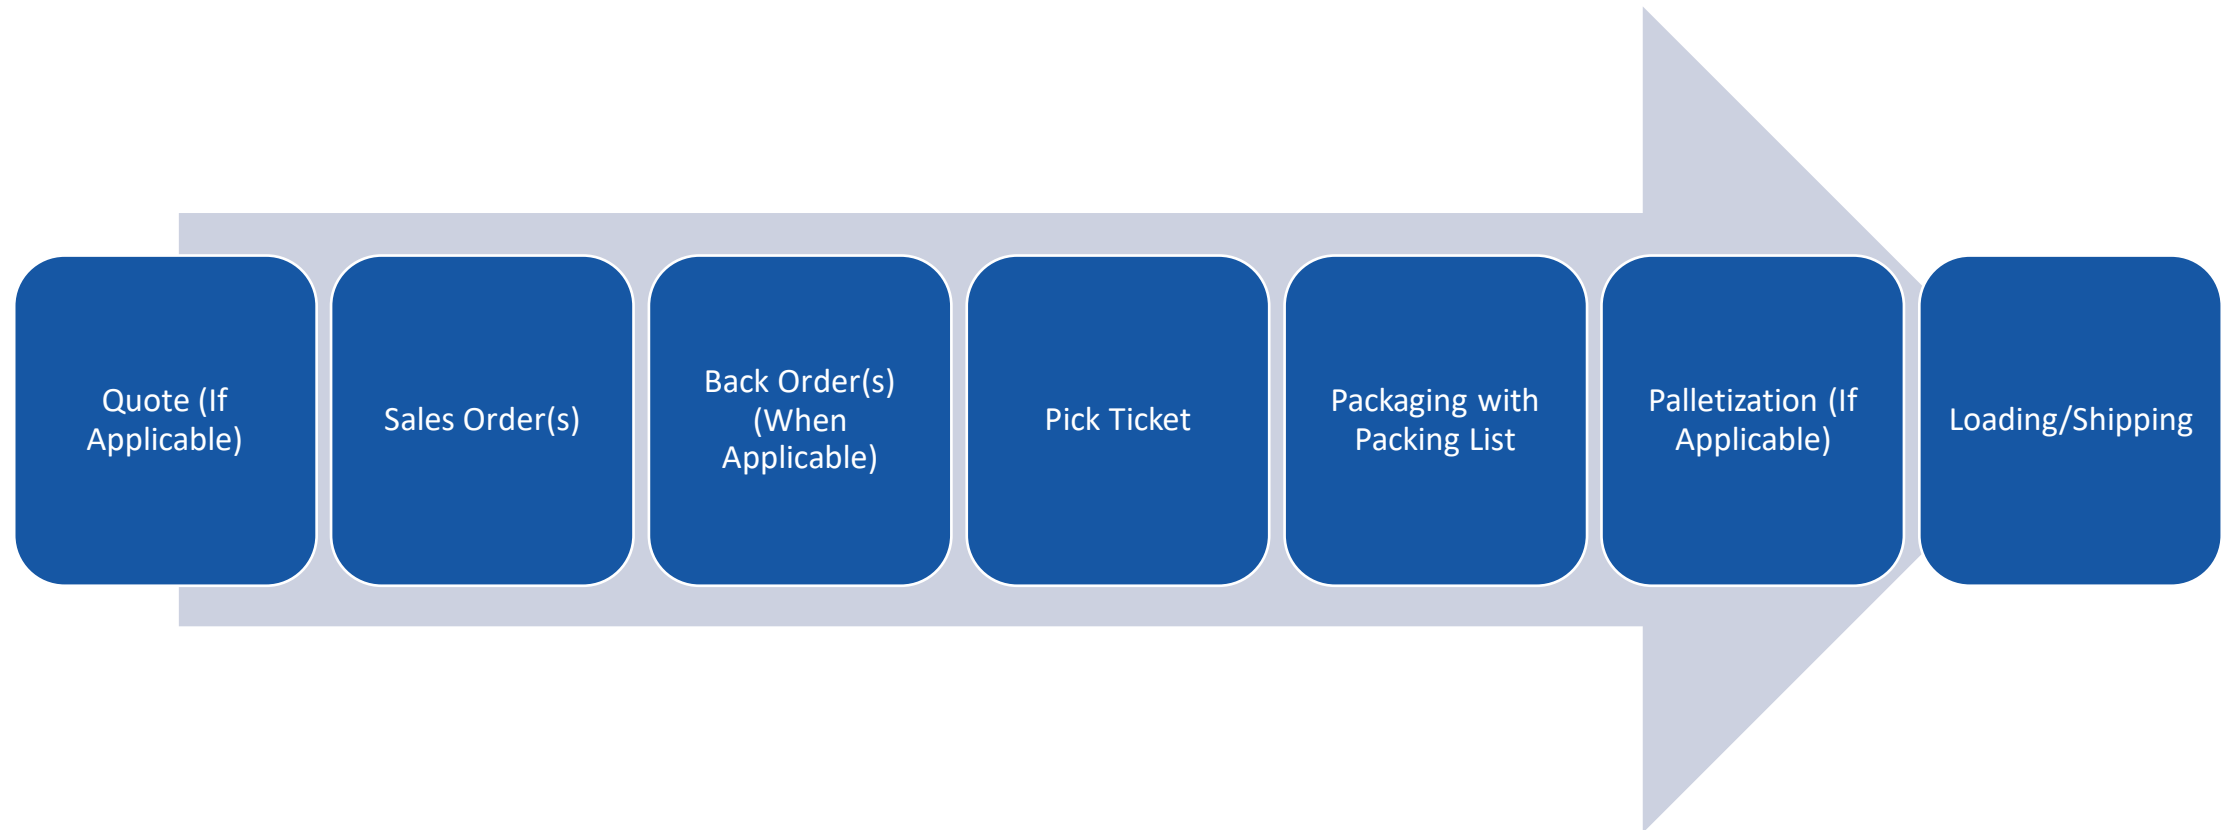 Quote (If
Applicable)
Sales Order(s)
Back Order(s)
(When
Applicable)
Pick Ticket
Packaging with
Packing List
Palletization (If
Applicable)
Loading/Shipping